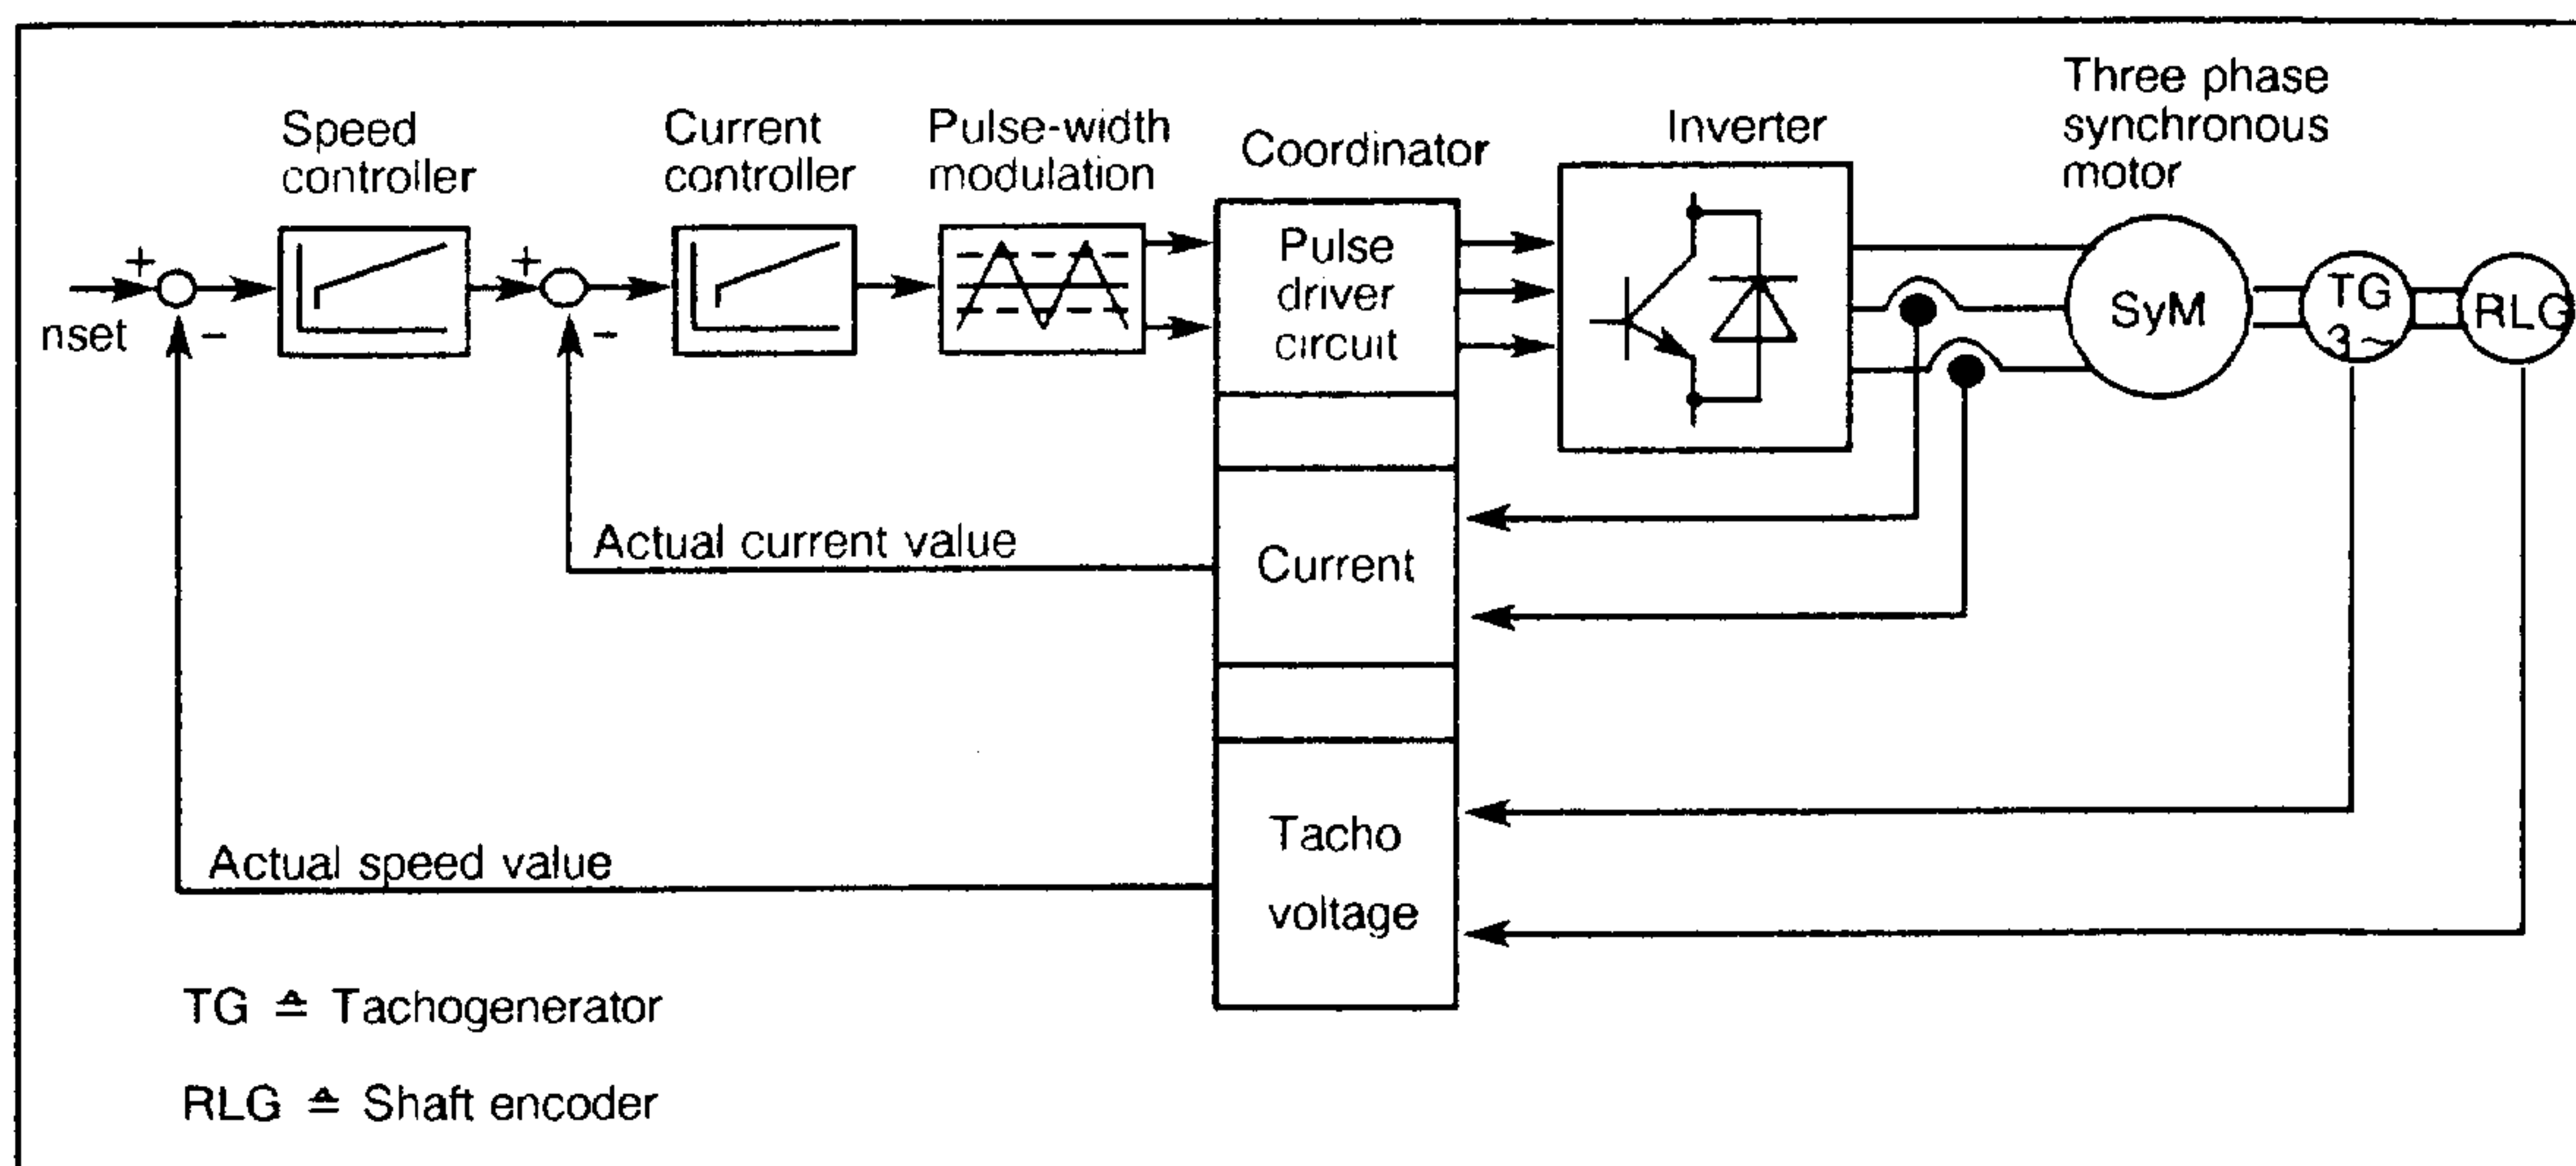 Speed
controller
Current
controller
Pulse-width
modulation
Coordinator
Inverter
Three phase
synchronous
motor
+
nset
−
+
−
Pulse
driver
circuit
SyM
TG
3 ~
RLG
Actual current value
Current
Actual speed value
Tacho
voltage
TG ≙ Tachogenerator
RLG ≙ Shaft encoder